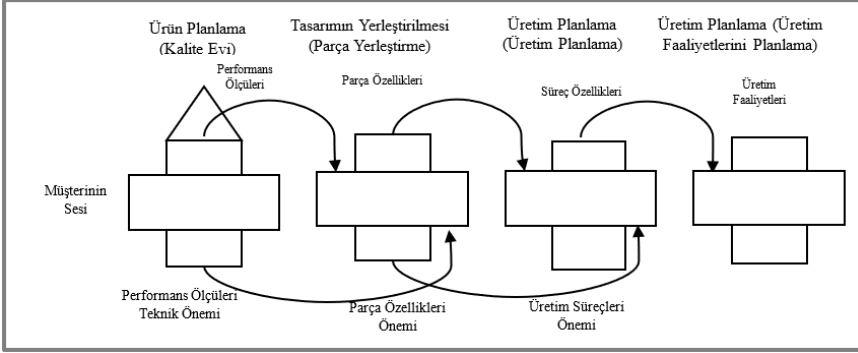 Ürün Planlama
(Kalite Evi)
Tasarımın Yerleştirilmesi
(Parça Yerleştirme)
Üretim Planlama
(Üretim Planlama)
Üretim Planlama (Üretim
Faaliyetlerini Planlama)
Performans
Ölçüleri
Parça Özellikleri
Süreç Özellikleri
Üretim
Faaliyetleri
Müşterinin
Sesi
Performans Ölçüleri
Teknik Önemi
Parça Özellikleri
Önemi
Üretim Süreçleri
Önemi